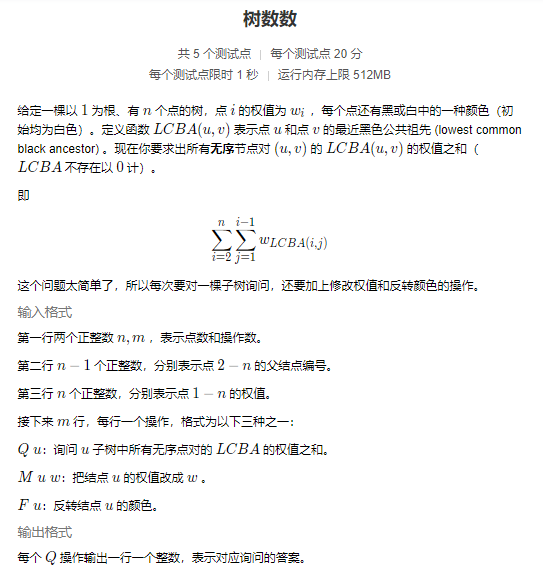 树数数
共 5 个测试点 | 每个测试点 20 分
每个测试点限时 1 秒 | 运行内存上限 512MB
给定一棵以 1 为根、有 n 个点的树，点 i 的权值为 w_i ，每个点还有黑或白中的一种颜色（初
始均为白色）。定义函数 LCBA(u, v) 表示点 u 和点 v 的最近黑色公共祖先 (lowest common
black ancestor) 。现在你要求出所有无序节点对 (u, v) 的 LCBA(u, v) 的权值之和（
LCBA 不存在以 0 计）。
即
\sum_{i=2}^{n} \sum_{j=1}^{i-1} w_{LCBA(i,j)}
这个问题太简单了，所以每次要对一棵子树询问，还要加上修改权值和反转颜色的操作。
输入格式
第一行两个正整数 n, m ，表示点数和操作数。
第二行 n − 1 个正整数，分别表示点 2 − n 的父结点编号。
第三行 n 个正整数，分别表示点 1 − n 的权值。
接下来 m 行，每行一个操作，格式为以下三种之一：
Q u：询问 u 子树中所有无序点对的 LCBA 的权值之和。
M u w：把结点 u 的权值改成 w 。
F u：反转结点 u 的颜色。
输出格式
每个 Q 操作输出一行一个整数，表示对应询问的答案。